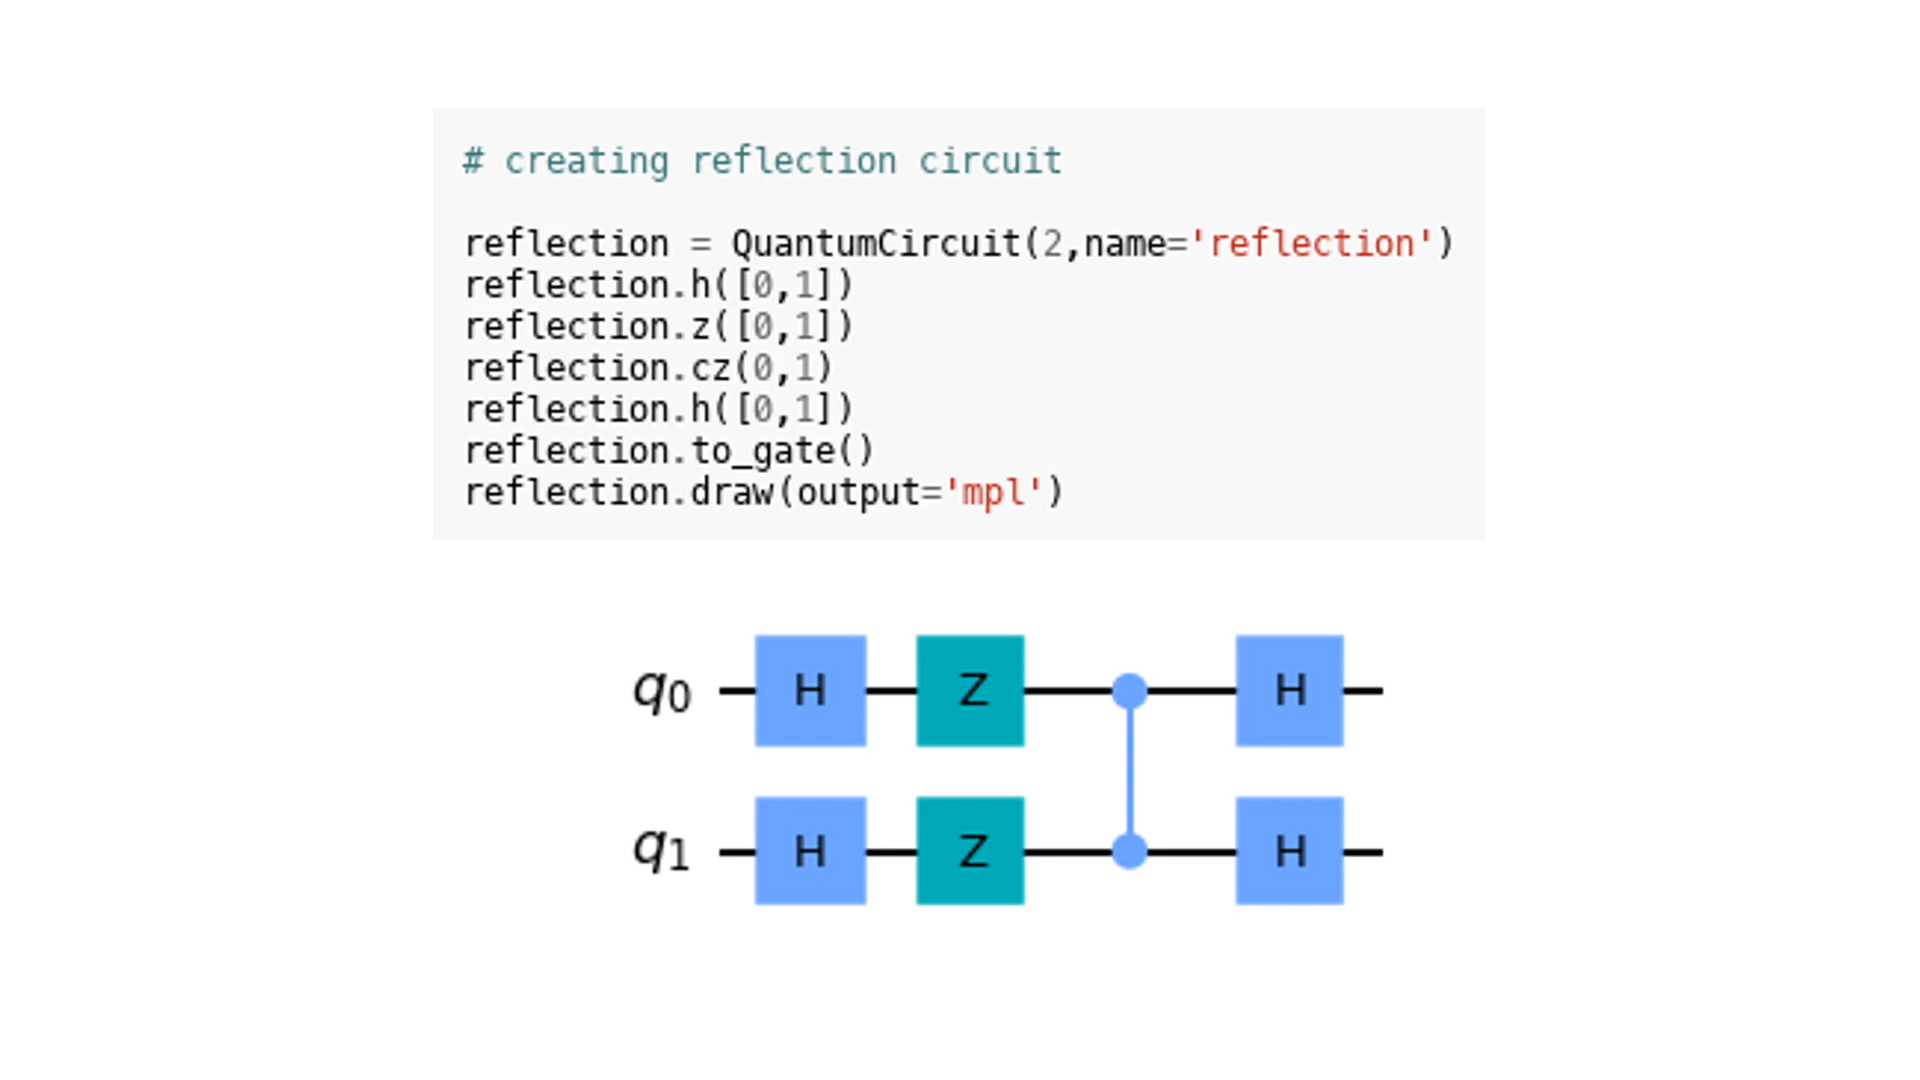 # creating reflection circuit
reflection = QuantumCircuit(2,name='reflection')
reflection.h([0,1])
reflection.z([0,1])
reflection.cz(0,1)
reflection.h([0,1])
reflection.to_gate()
reflection.draw(output='mpl')
q0 H Z H
q1 H Z H